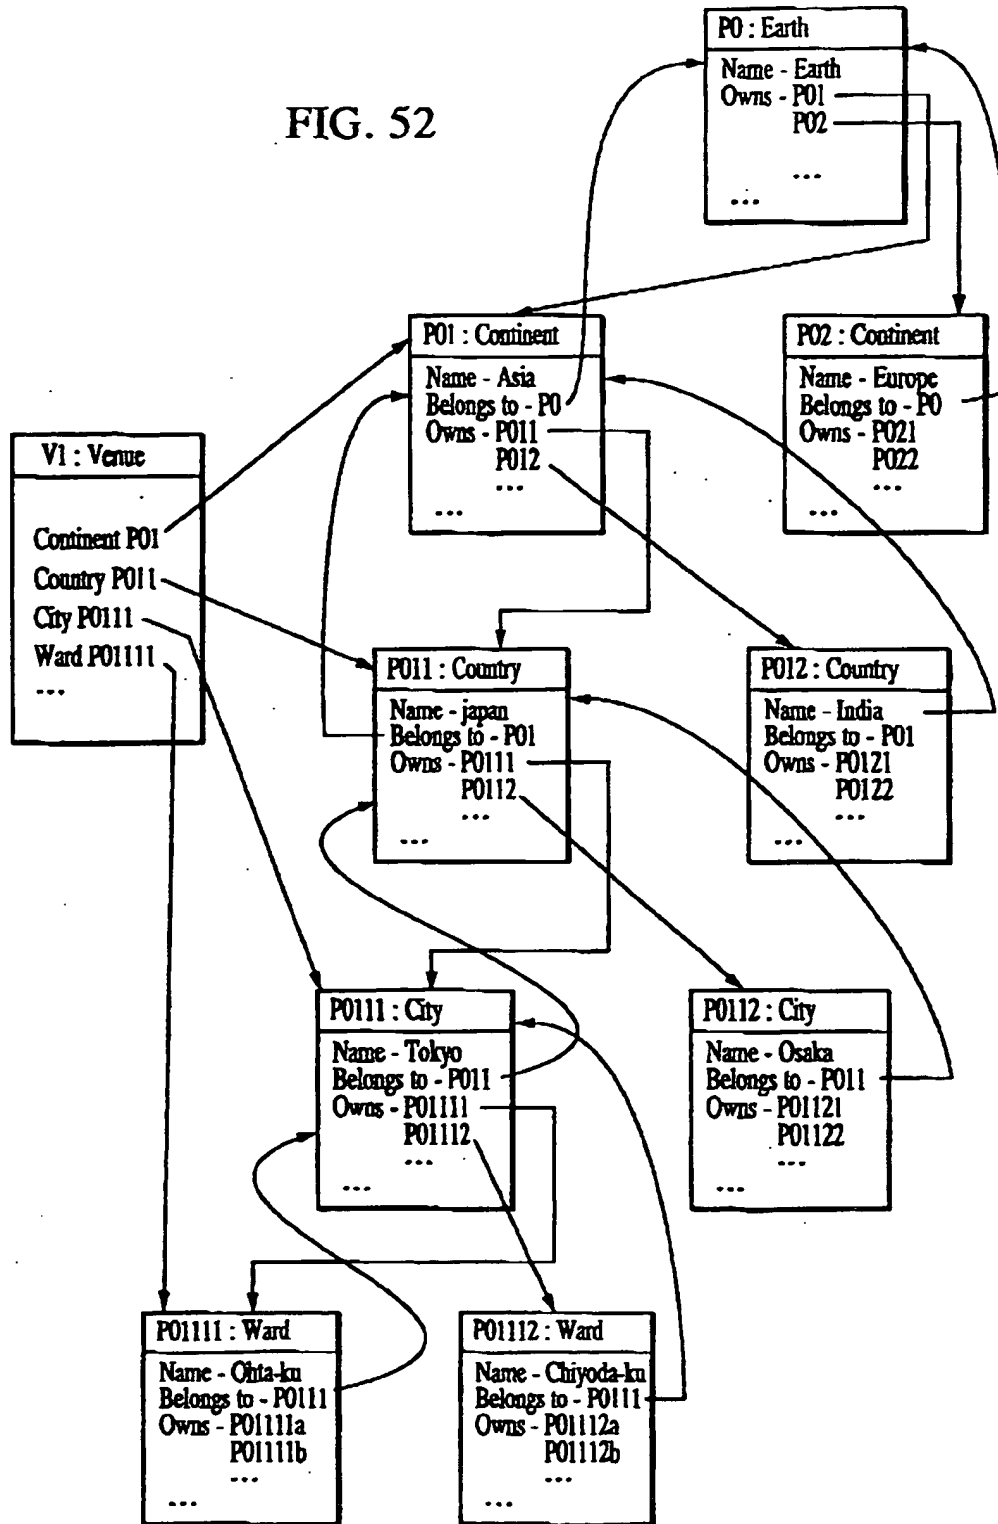 FIG. 52
P0 : Earth
Name - Earth
Owns - P01
P02
...
...
P01 : Continent
Name - Asia
Belongs to - P0
Owns - P011
P012
...
...
P02 : Continent
Name - Europe
Belongs to - P0
Owns - P021
P022
...
...
V1 : Venue
Continent P01
Country P011
City P0111
Ward P01111
...
P011 : Country
Name - japan
Belongs to - P01
Owns - P0111
P0112
...
...
P012 : Country
Name - India
Belongs to - P01
Owns - P0121
P0122
...
...
P0111 : City
Name - Tokyo
Belongs to - P011
Owns - P01111
P01112
...
...
P0112 : City
Name - Osaka
Belongs to - P011
Owns - P01121
P01122
...
...
P01111 : Ward
Name - Ohta-ku
Belongs to - P0111
Owns - P01111a
P01111b
...
...
P01112 : Ward
Name - Chiyoda-ku
Belongs to - P0111
Owns - P01112a
P01112b
...
...